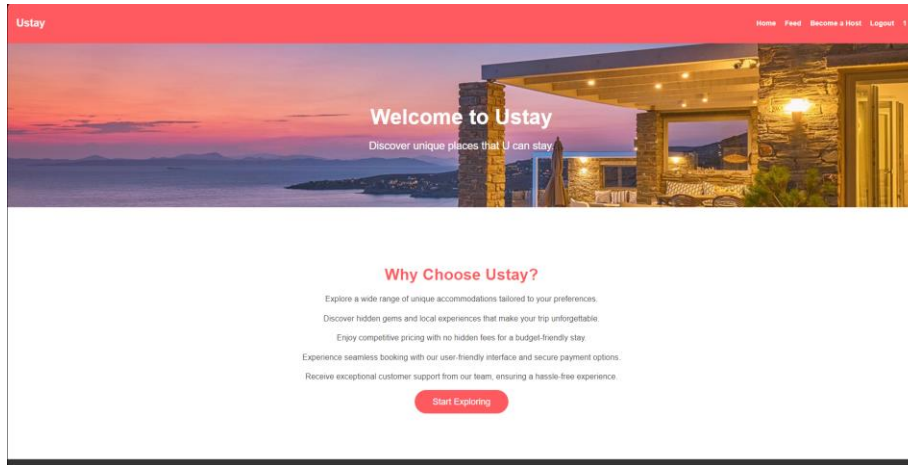 Ustay
Home Feed Become a Host Logout 1
Welcome to Ustay
Discover unique places that U can stay.
Why Choose Ustay?
Explore a wide range of unique accommodations tailored to your preferences.
Discover hidden gems and local experiences that make your trip unforgettable.
Enjoy competitive pricing with no hidden fees for a budget-friendly stay.
Experience seamless booking with our user-friendly interface and secure payment options.
Receive exceptional customer support from our team, ensuring a hassle-free experience.
Start Exploring